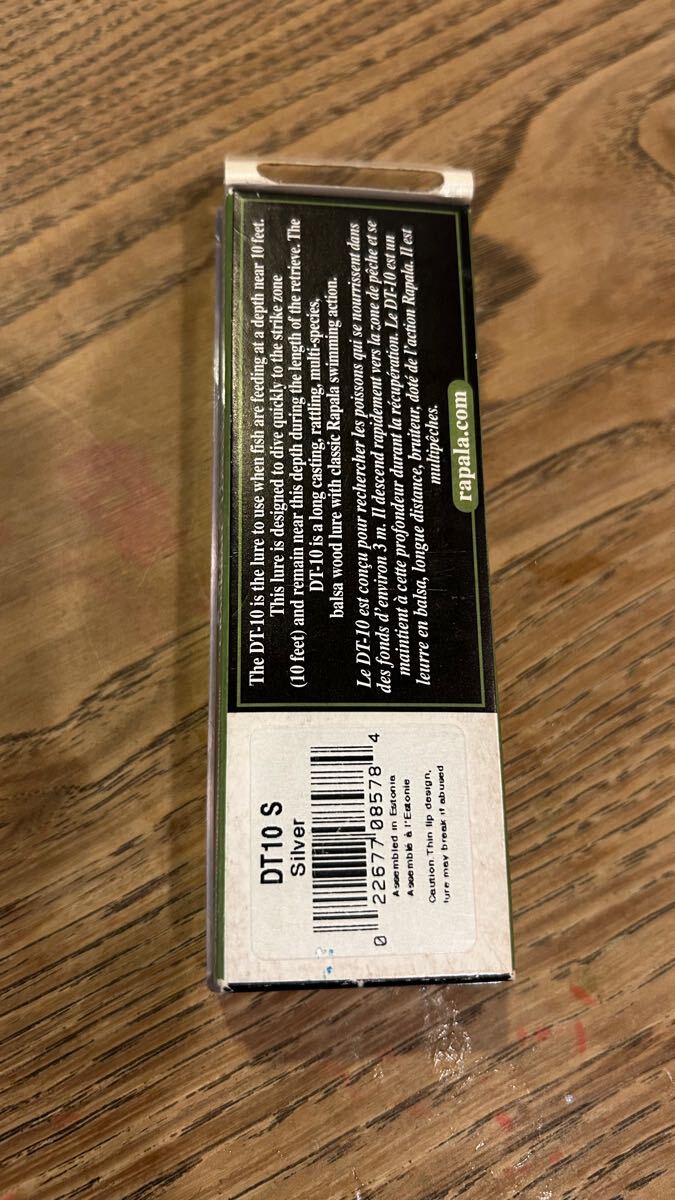 The DT-10 is the lure to use when fish are feeding at a depth near 10 feet.
This lure is designed to dive quickly to the strike zone
(10 feet) and remain near this depth during the length of the retrieve. The
DT-10 is a long casting, rattling, multi-species,
balsa wood lure with classic Rapala swimming action.
Le DT-10 est conçu pour rechercher les poissons qui se nourrissent dans
des fonds d'environ 3 m. Il descend rapidement vers la zone de pêche et se
maintient à cette profondeur durant la récupération. Le DT-10 est un
leurre en balsa, longue distance, bruiteur, doté de l'action Rapala. Il est
multipêches.
rapala.com
DT10 S
Silver
0 22677 08578 4
Assembled in Estonia
Assemblé à l'Estonie
Caution Thin lip design,
lure may break if abused